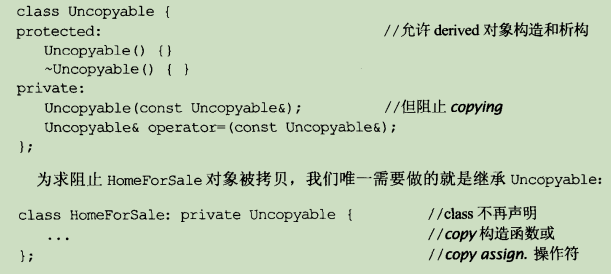 class Uncopyable {
protected: //允许 derived 对象构造和析构
Uncopyable() {}
~Uncopyable() { }
private:
Uncopyable(const Uncopyable&); //但阻止 copying
Uncopyable& operator=(const Uncopyable&);
};
为求阻止 HomeForSale 对象被拷贝，我们唯一需要做的就是继承 Uncopyable:
class HomeForSale: private Uncopyable { //class 不再声明
... //copy 构造函数或
}; //copy assign. 操作符